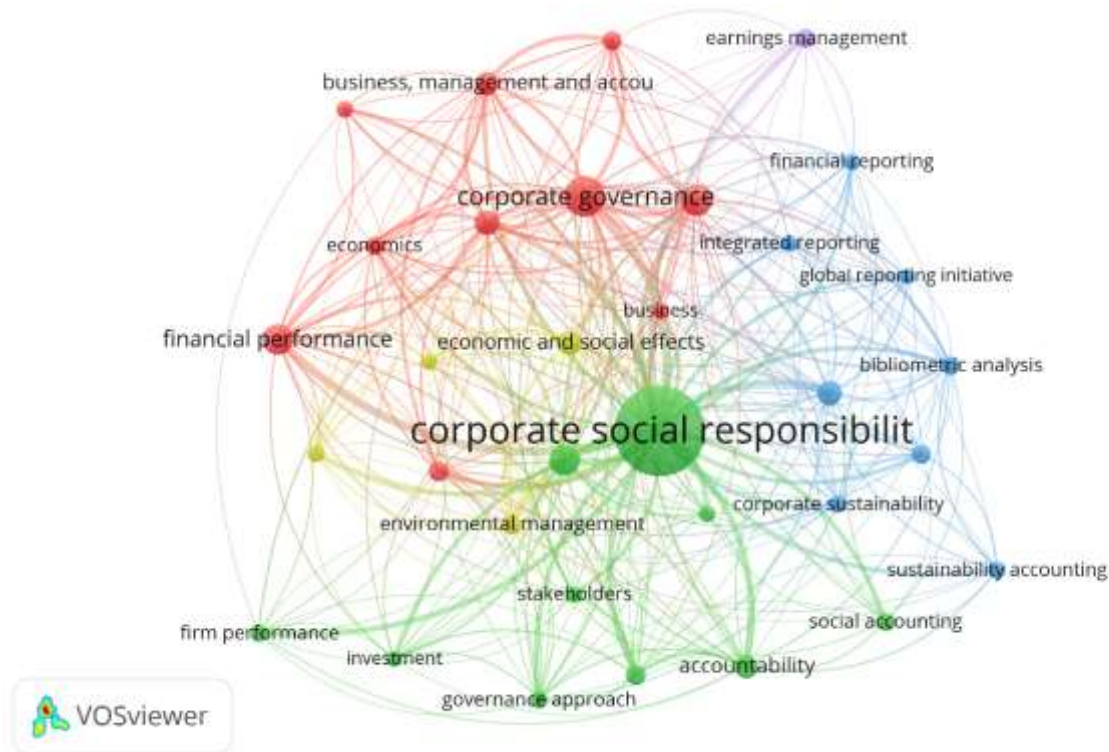 earnings management
business, management and accou
financial reporting
corporate governance
integrated reporting
economics
global reporting initiative
business
financial performance
economic and social effects
bibliometric analysis
corporate social responsibilit
corporate sustainability
environmental management
sustainability accounting
stakeholders
social accounting
firm performance
investment
accountability
governance approach
VOSviewer